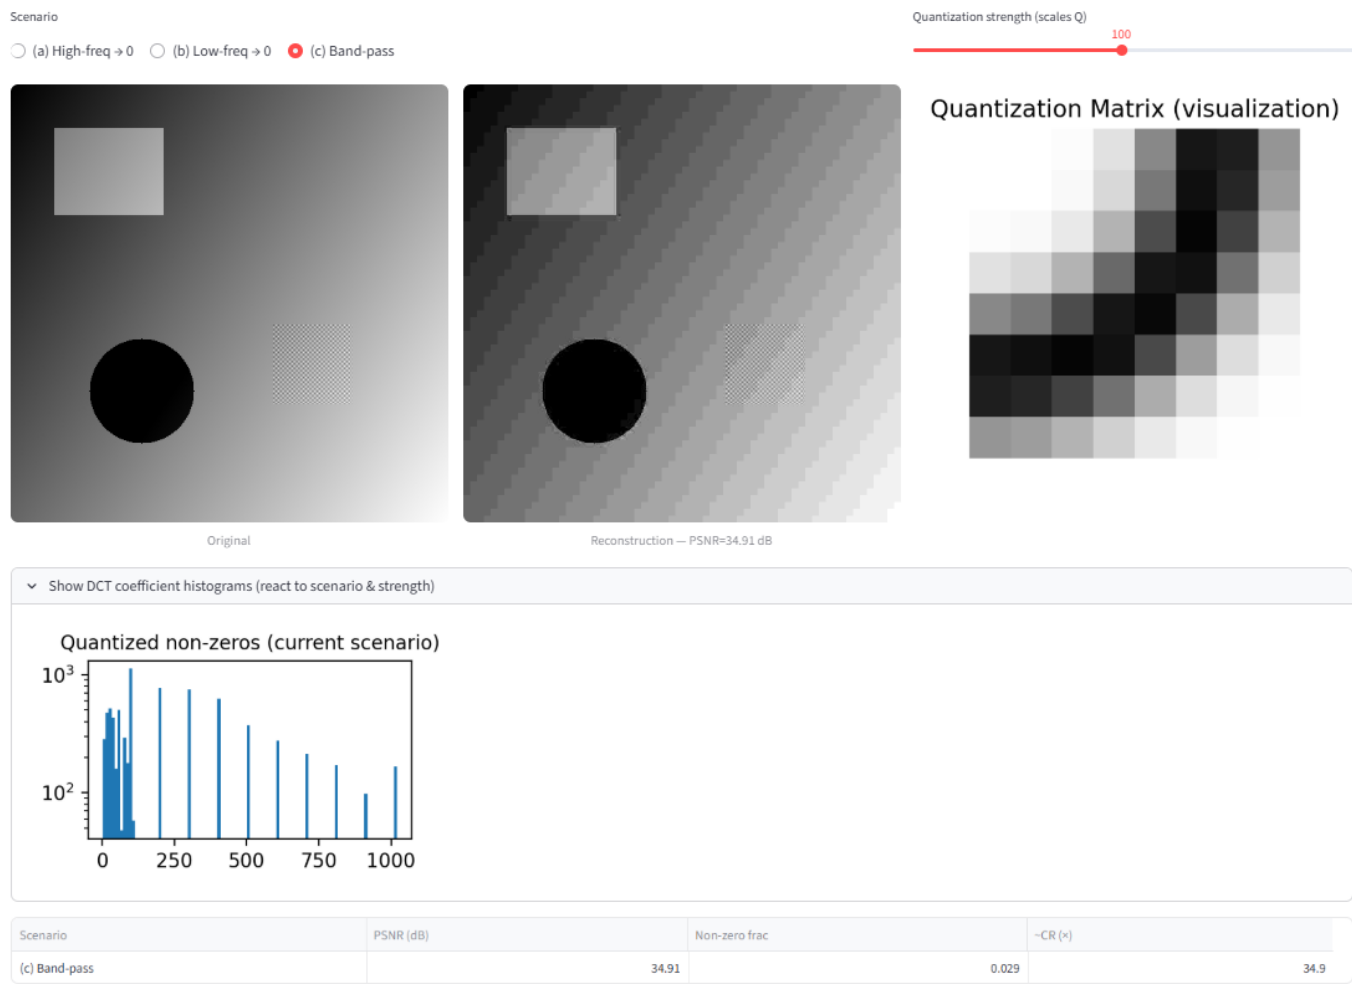 Scenario
Quantization strength (scales Q)
100
(a) High-freq → 0 (b) Low-freq → 0 (c) Band-pass
Quantization Matrix (visualization)
Original
Reconstruction — PSNR=34.91 dB
Show DCT coefficient histograms (react to scenario & strength)
Quantized non-zeros (current scenario)
10³
10²
0 250 500 750 1000
Scenario PSNR (dB) Non-zero frac ~CR (×)
(c) Band-pass 34.91 0.029 34.9